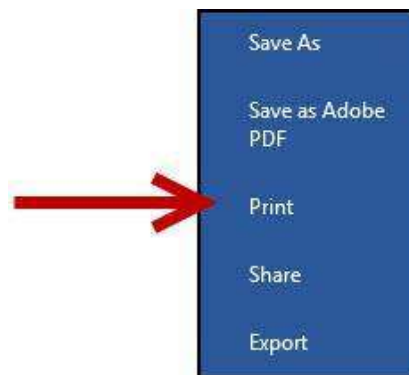 Save As
Save as Adobe
PDF
Print
Share
Export